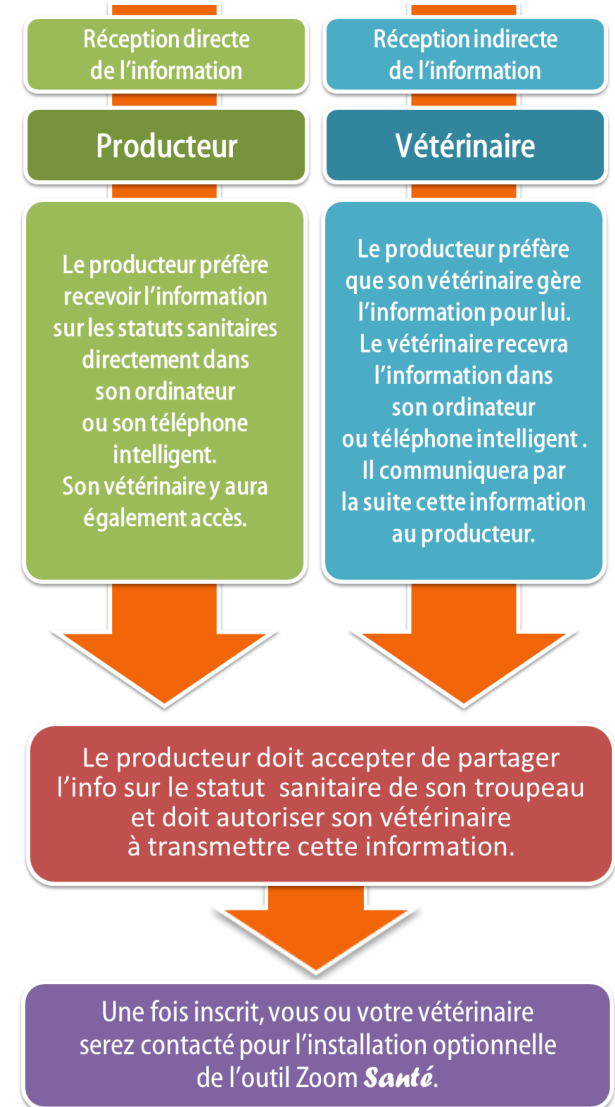 Réception directe
de l'information
Producteur
Le producteur préfère
recevoir l'information
sur les statuts sanitaires
directement dans
son ordinateur
ou son téléphone
intelligent.
Son vétérinaire y aura
également accès.
Réception indirecte
de l'information
Vétérinaire
Le producteur préfère
que son vétérinaire gère
l'information pour lui.
Le vétérinaire recevra
l'information dans
son ordinateur
ou téléphone intelligent .
Il communiquera par
la suite cette information
au producteur.
Le producteur doit accepter de partager
l'info sur le statut  sanitaire de son troupeau
et doit autoriser son vétérinaire
à transmettre cette information.
Une fois inscrit, vous ou votre vétérinaire
serez contacté pour l'installation optionnelle
de l'outil Zoom Santé.